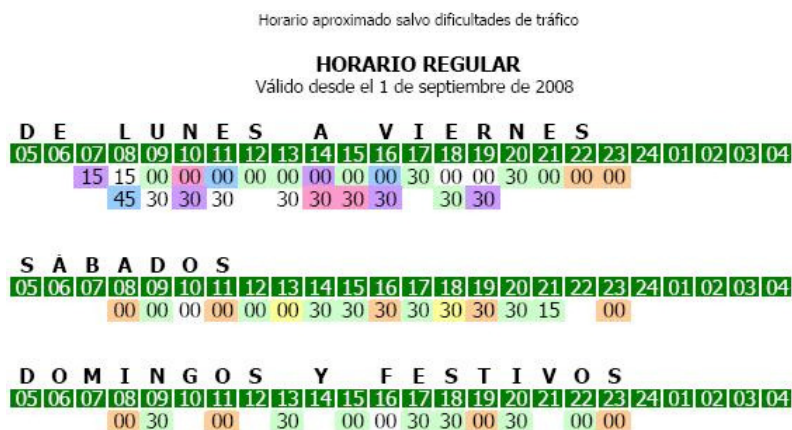 Horario aproximado salvo dificultades de tráfico
HORARIO REGULAR
Válido desde el 1 de septiembre de 2008
DE LUNES A VIERNES
05 06 07 08 09 10 11 12 13 14 15 16 17 18 19 20 21 22 23 24 01 02 03 04
15 15 00 00 00 00 00 00 00 00 30 00 00 30 00 00 00
45 30 30 30 30 30 30 30 30 30
SÁBADOS
05 06 07 08 09 10 11 12 13 14 15 16 17 18 19 20 21 22 23 24 01 02 03 04
00 00 00 00 00 00 30 30 30 30 30 30 30 15 00
DOMINGOS Y FESTIVOS
05 06 07 08 09 10 11 12 13 14 15 16 17 18 19 20 21 22 23 24 01 02 03 04
00 30 00 30 00 00 30 30 00 30 00 00